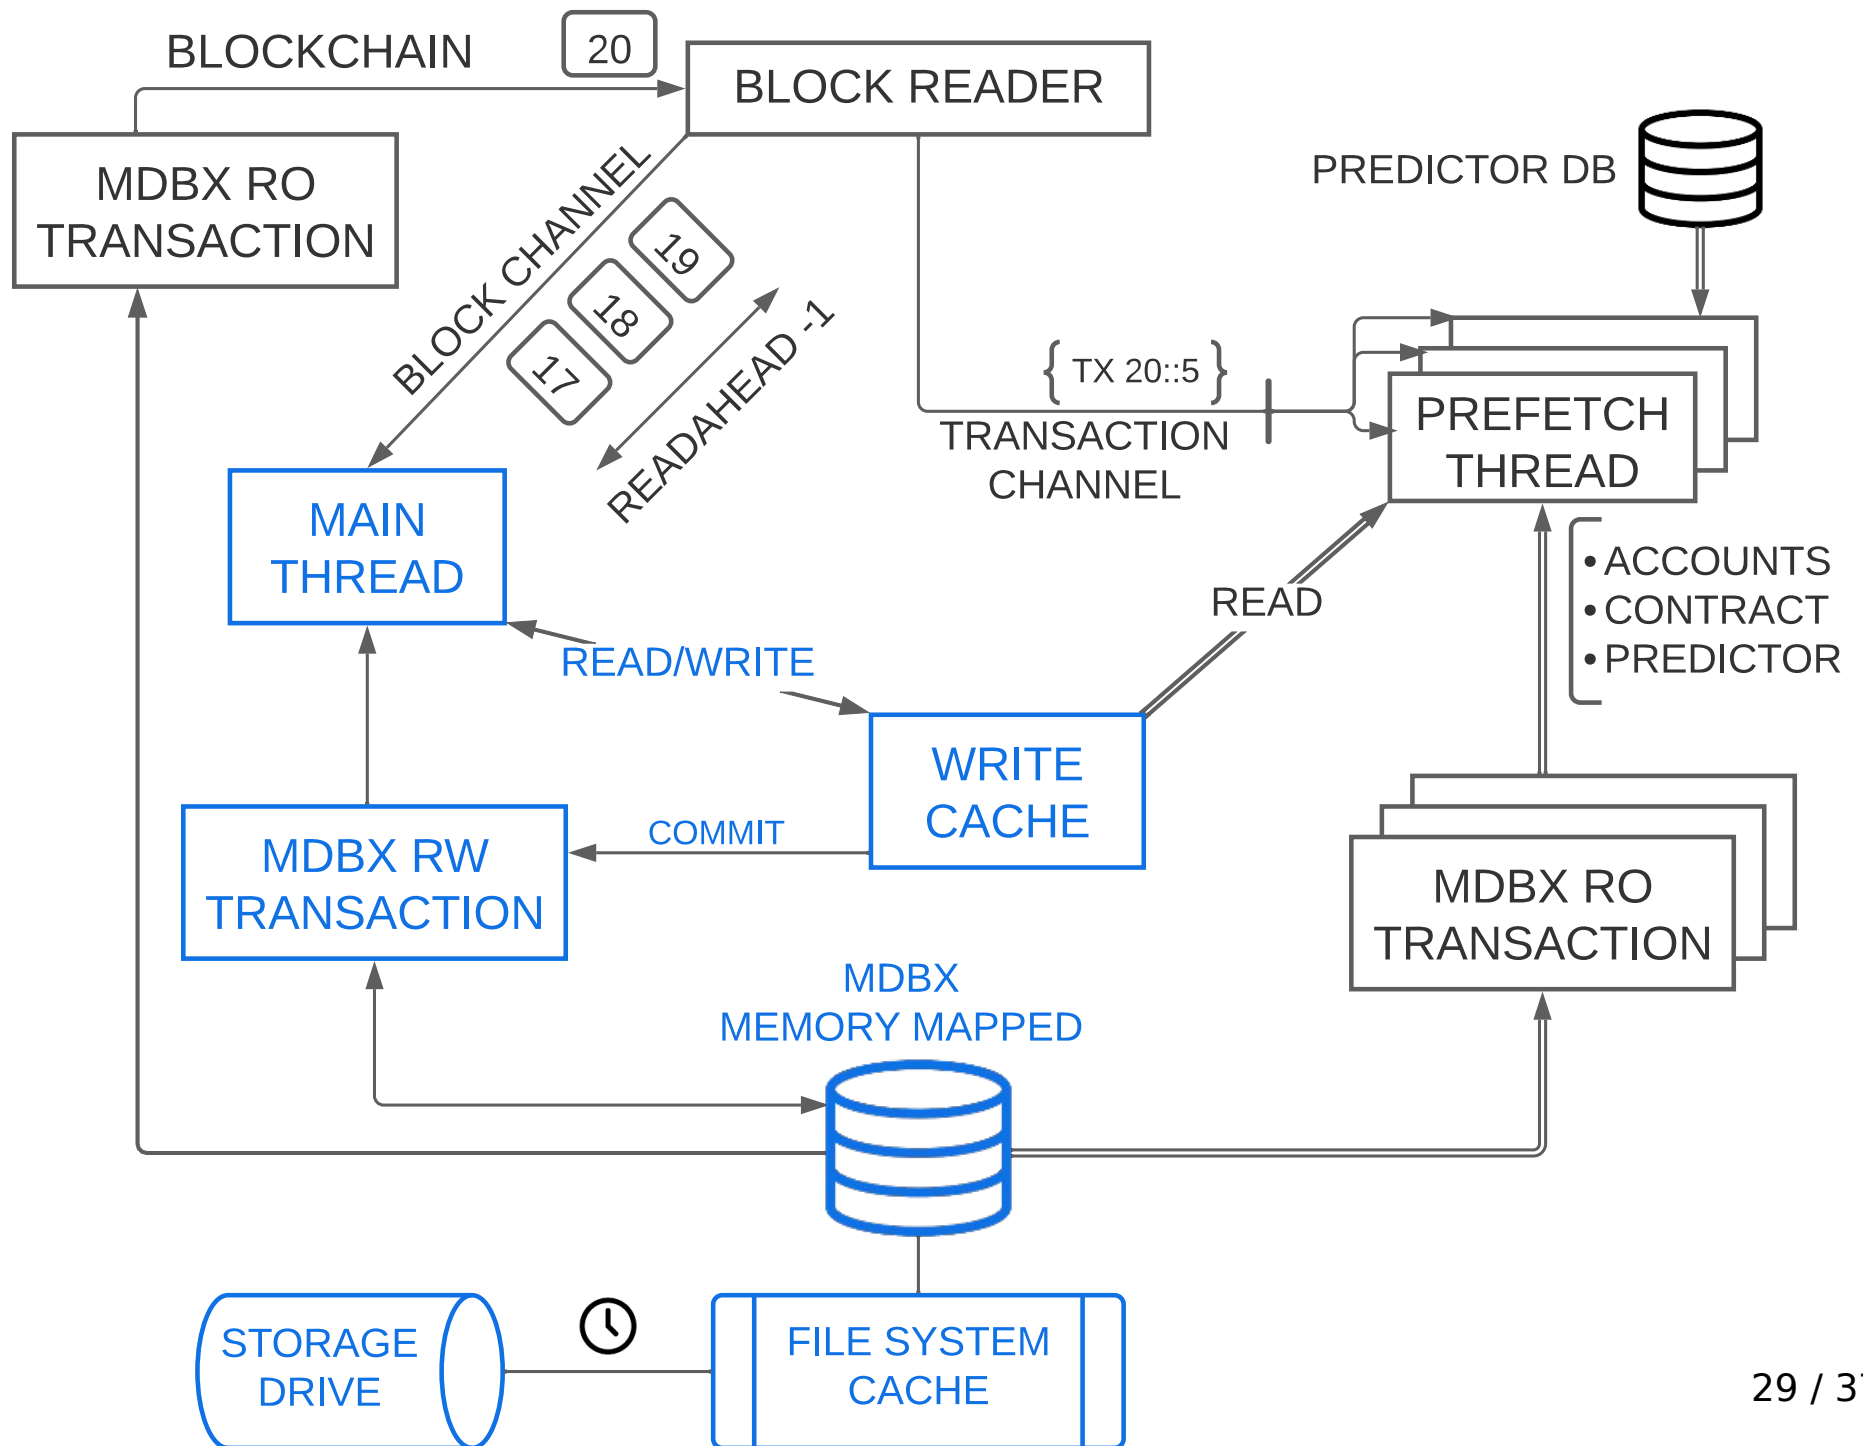 BLOCKCHAIN
20
BLOCK READER
MDBX RO
TRANSACTION
BLOCK CHANNEL
19
18
17
READAHEAD -1
PREDICTOR DB
{ TX 20::5 }
TRANSACTION
CHANNEL
PREFETCH
THREAD
MAIN
THREAD
READ/WRITE
READ
• ACCOUNTS
• CONTRACT
• PREDICTOR
WRITE
CACHE
COMMIT
MDBX RW
TRANSACTION
MDBX RO
TRANSACTION
MDBX
MEMORY MAPPED
STORAGE
DRIVE
FILE SYSTEM
CACHE
29 / 37